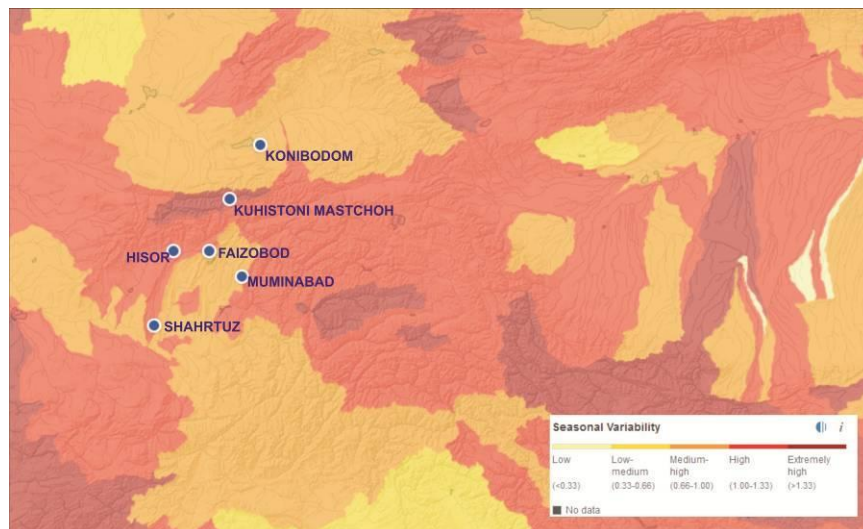 KONIBODOM
KUHISTONI MASTCHOH
HISOR
FAIZOBOD
MUMINABAD
SHAHRTUZ
Seasonal Variability i
Low Low-medium Medium-high High Extremely high
(<0.33) (0.33-0.66) (0.66-1.00) (1.00-1.33) (>1.33)
No data